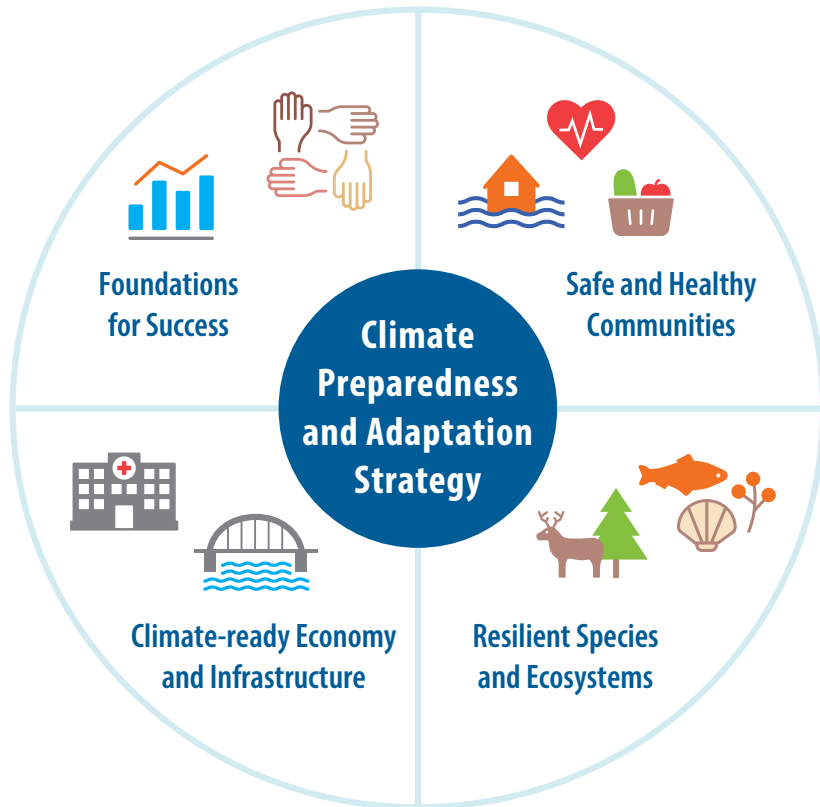 Foundations
for Success
Safe and Healthy
Communities
Climate
Preparedness
and Adaptation
Strategy
Climate-ready Economy
and Infrastructure
Resilient Species
and Ecosystems